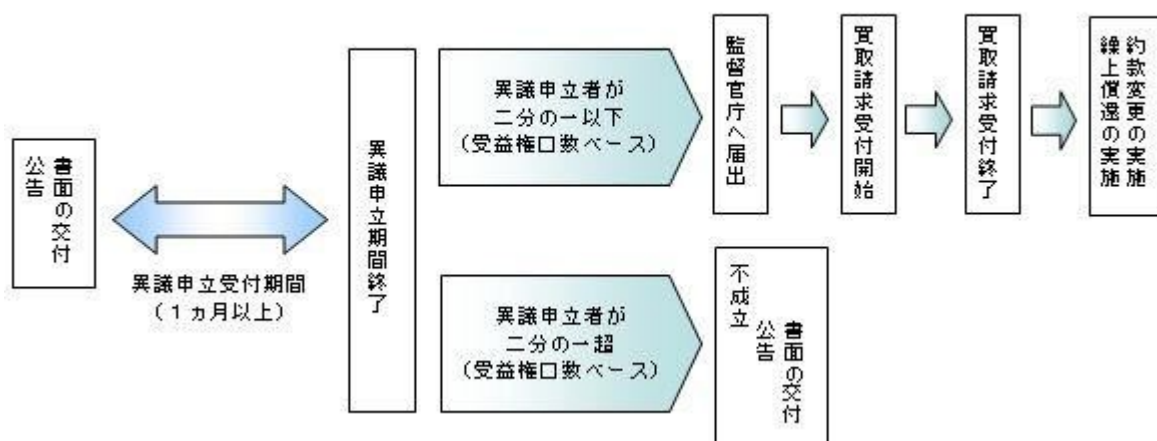 書面の交付
公告
異議申立受付期間
（１ヵ月以上）
異議申立期間終了
異議申立者が
二分の一以下
（受益権口数ベース）
監督官庁へ届出
買取請求受付開始
買取請求受付終了
約款変更の実施
繰上償還の実施
異議申立者が
二分の一超
（受益権口数ベース）
不成立
書面の交付
公告